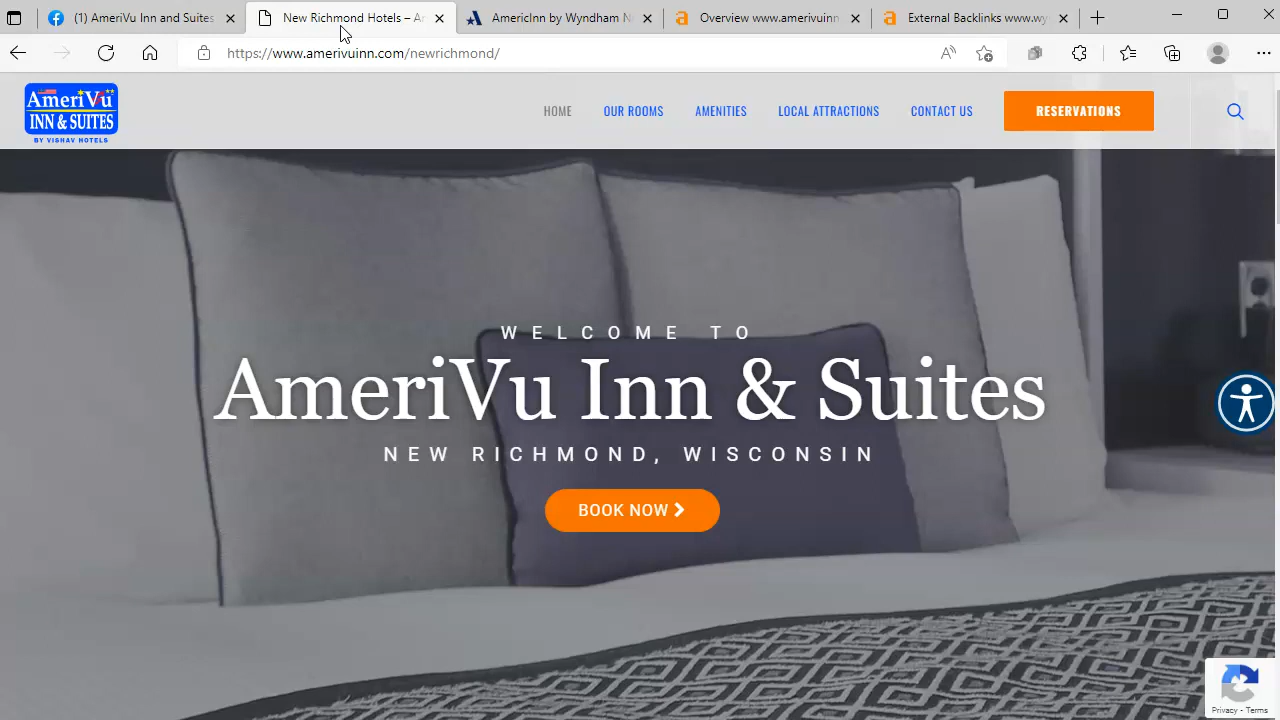 (1) AmeriVu Inn and Suites
New Richmond Hotels – Am
AmericInn by Wyndham N
Overview www.amerivuinn
External Backlinks www.wy
https://www.amerivuinn.com/newrichmond/
AmeriVu
INN & SUITES
BY VISHAV HOTELS
HOME
OUR ROOMS
AMENITIES
LOCAL ATTRACTIONS
CONTACT US
RESERVATIONS
WELCOME TO
AmeriVu Inn & Suites
NEW RICHMOND, WISCONSIN
BOOK NOW
Privacy - Terms